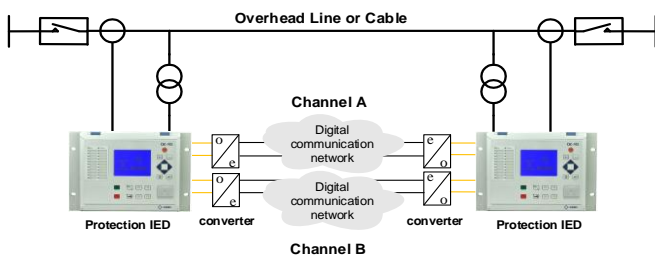 Overhead Line or Cable
Channel A
Digital
communication
network
o
e
o
e
e
o
e
o
Digital
communication
network
Protection IED
converter
converter
Protection IED
Channel B